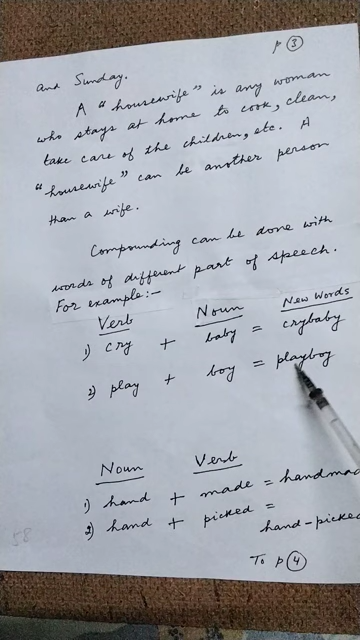 p ③
and Sunday.
A "housewife" is any woman
who stays at home to cook, clean,
take care of the children, etc. A
"housewife" can be another person
than a wife.
Compounding can be done with
words of different part of speech.
For example:-
Verb Noun New Words
1) cry + baby = crybaby
2) play + boy = playboy
Noun Verb
1) hand + made = handmad
2) hand + picked =
hand-picked
To p ④
58